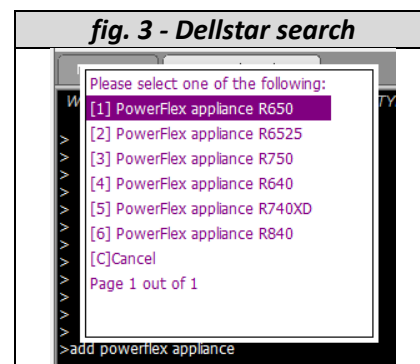 fig. 3 - Dellstar search
Please select one of the following:
[1] PowerFlex appliance R650
[2] PowerFlex appliance R6525
[3] PowerFlex appliance R750
[4] PowerFlex appliance R640
[5] PowerFlex appliance R740XD
[6] PowerFlex appliance R840
[C]Cancel
Page 1 out of 1
>
>
>
>
>
>
>
>
>
>
>
>add powerflex appliance